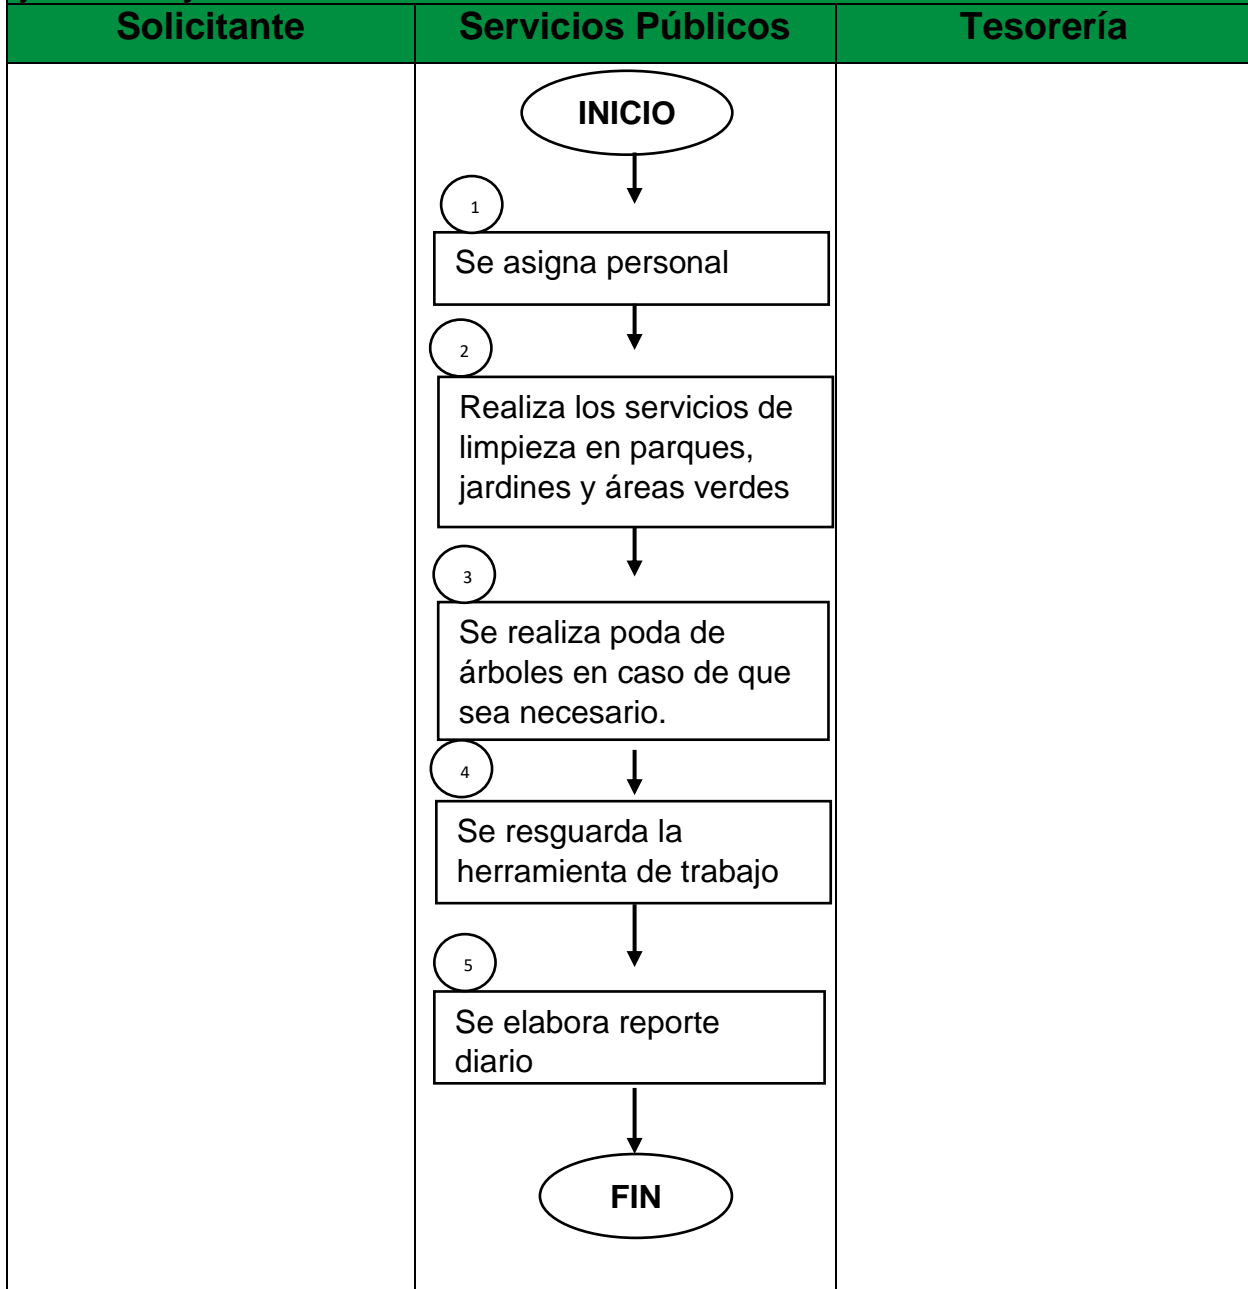 Solicitante
Servicios Públicos
Tesorería
INICIO
1
Se asigna personal
2
Realiza los servicios de
limpieza en parques,
jardines y áreas verdes
3
Se realiza poda de
árboles en caso de que
sea necesario.
4
Se resguarda la
herramienta de trabajo
5
Se elabora reporte
diario
FIN